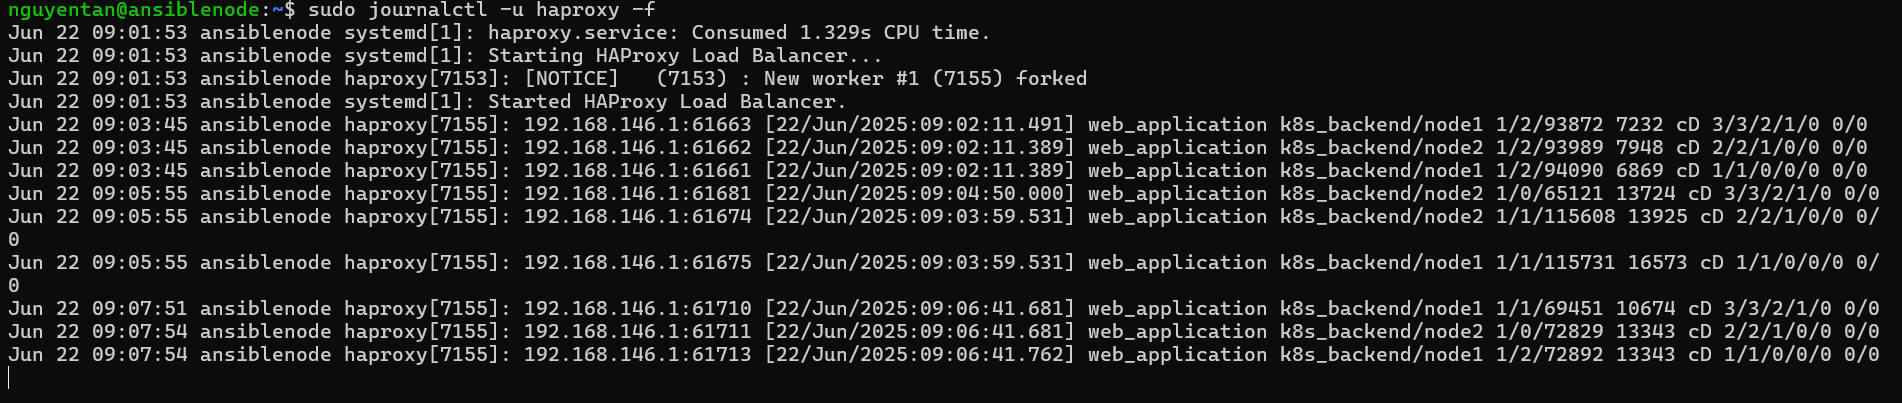 nguyentan@ansiblenode:~$ sudo journalctl -u haproxy -f
Jun 22 09:01:53 ansiblenode systemd[1]: haproxy.service: Consumed 1.329s CPU time.
Jun 22 09:01:53 ansiblenode systemd[1]: Starting HAProxy Load Balancer...
Jun 22 09:01:53 ansiblenode haproxy[7153]: [NOTICE]   (7153) : New worker #1 (7155) forked
Jun 22 09:01:53 ansiblenode systemd[1]: Started HAProxy Load Balancer.
Jun 22 09:03:45 ansiblenode haproxy[7155]: 192.168.146.1:61663 [22/Jun/2025:09:02:11.491] web_application k8s_backend/node1 1/2/93872 7232 cD 3/3/2/1/0 0/0
Jun 22 09:03:45 ansiblenode haproxy[7155]: 192.168.146.1:61662 [22/Jun/2025:09:02:11.389] web_application k8s_backend/node2 1/2/93989 7948 cD 2/2/1/0/0 0/0
Jun 22 09:03:45 ansiblenode haproxy[7155]: 192.168.146.1:61661 [22/Jun/2025:09:02:11.389] web_application k8s_backend/node1 1/2/94090 6869 cD 1/1/0/0/0 0/0
Jun 22 09:05:55 ansiblenode haproxy[7155]: 192.168.146.1:61681 [22/Jun/2025:09:04:50.000] web_application k8s_backend/node2 1/0/65121 13724 cD 3/3/2/1/0 0/0
Jun 22 09:05:55 ansiblenode haproxy[7155]: 192.168.146.1:61674 [22/Jun/2025:09:03:59.531] web_application k8s_backend/node2 1/1/115608 13925 cD 2/2/1/0/0 0/
0
Jun 22 09:05:55 ansiblenode haproxy[7155]: 192.168.146.1:61675 [22/Jun/2025:09:03:59.531] web_application k8s_backend/node1 1/1/115731 16573 cD 1/1/0/0/0 0/
0
Jun 22 09:07:51 ansiblenode haproxy[7155]: 192.168.146.1:61710 [22/Jun/2025:09:06:41.681] web_application k8s_backend/node1 1/1/69451 10674 cD 3/3/2/1/0 0/0
Jun 22 09:07:54 ansiblenode haproxy[7155]: 192.168.146.1:61711 [22/Jun/2025:09:06:41.681] web_application k8s_backend/node2 1/0/72829 13343 cD 2/2/1/0/0 0/0
Jun 22 09:07:54 ansiblenode haproxy[7155]: 192.168.146.1:61713 [22/Jun/2025:09:06:41.762] web_application k8s_backend/node1 1/2/72892 13343 cD 1/1/0/0/0 0/0